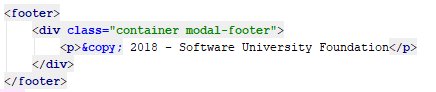 <footer>
<div class="container modal-footer">
<p>&copy; 2018 - Software University Foundation</p>
</div>
</footer>